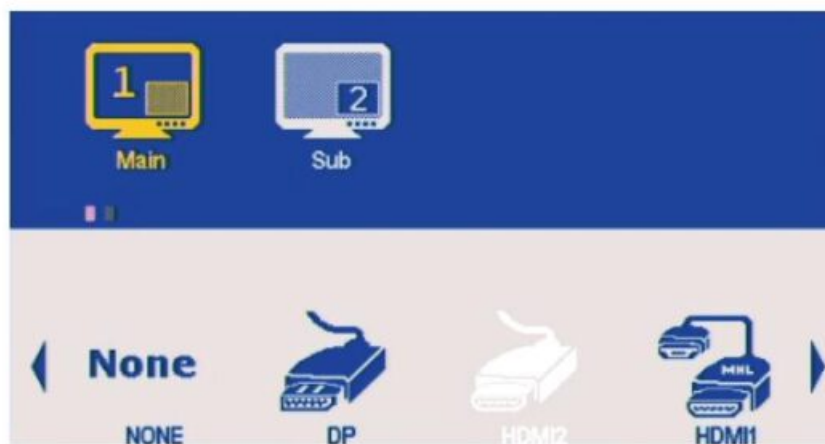 1
2
Main
Sub
None
MHL
NONE
DP
HDMI2
HDMI1